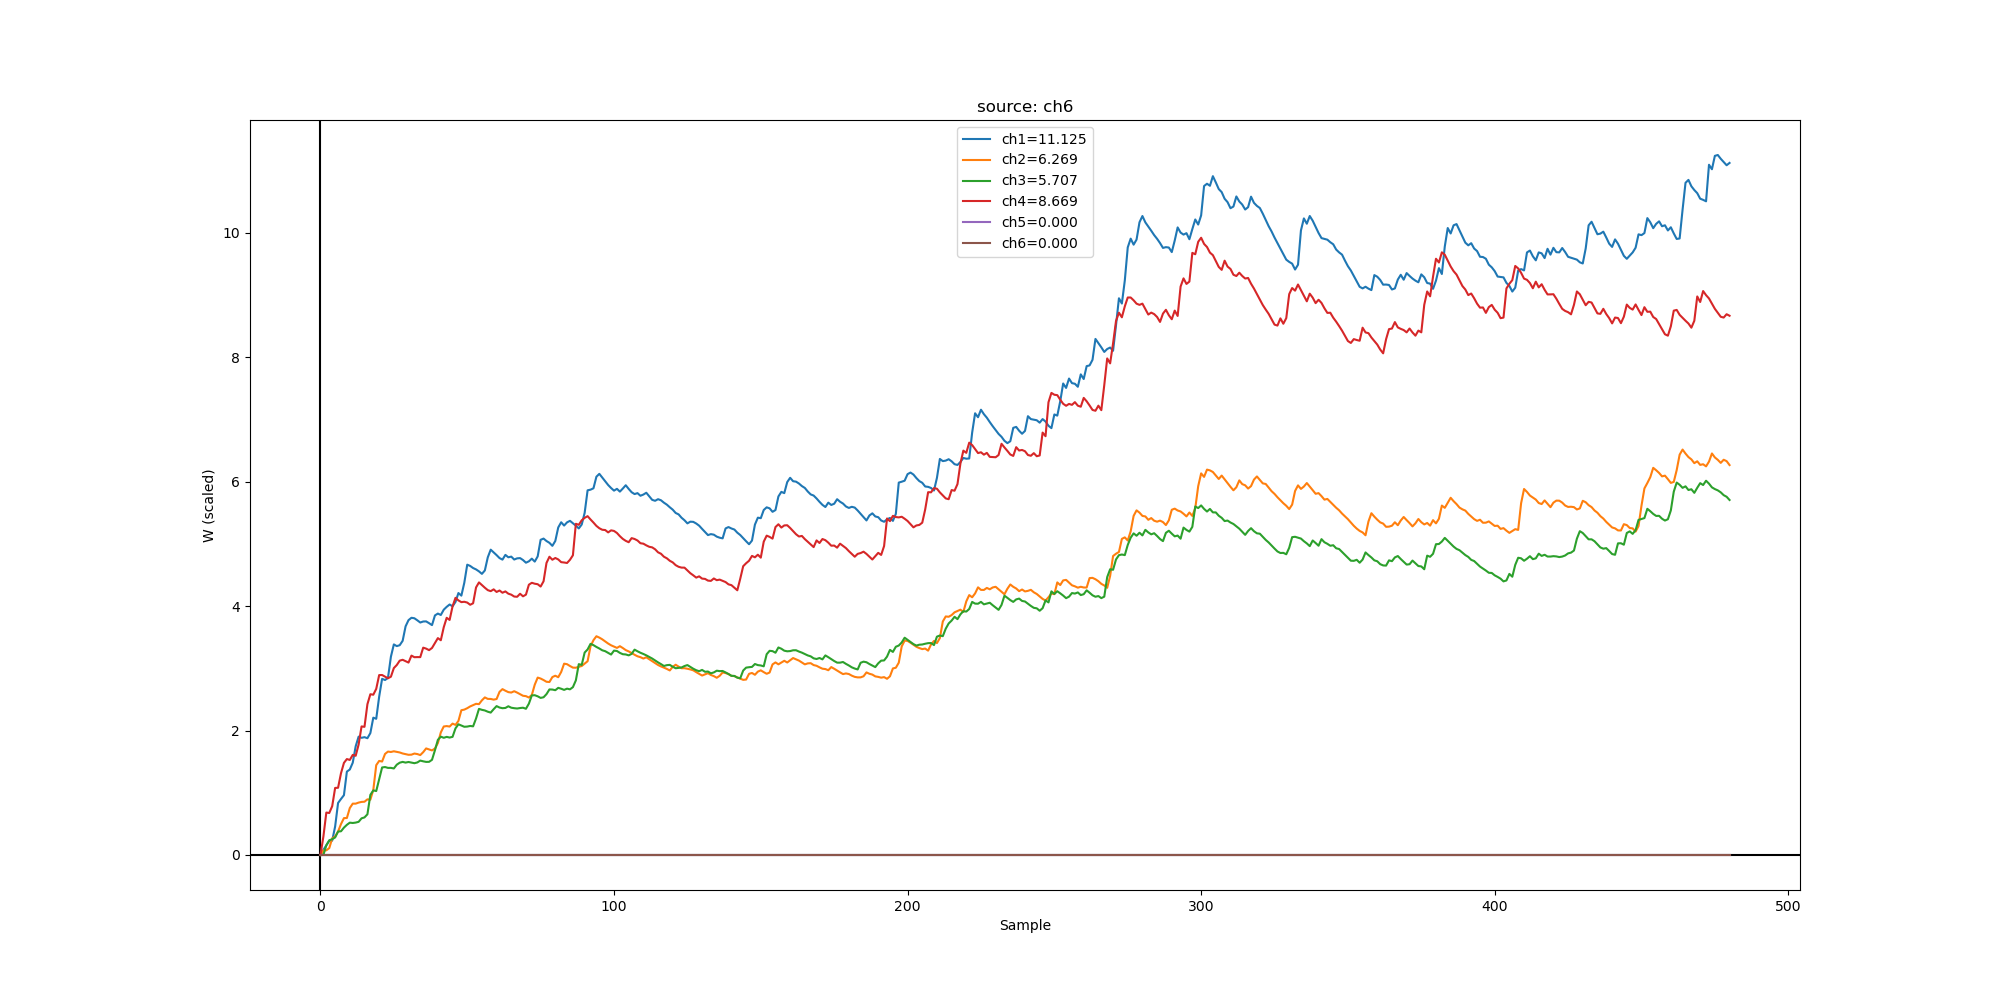 source: ch6
ch1=11.125
ch2=6.269
ch3=5.707
ch4=8.669
ch5=0.000
ch6=0.000
W (scaled)
10
8
6
4
2
0
0 100 200 300 400 500
Sample